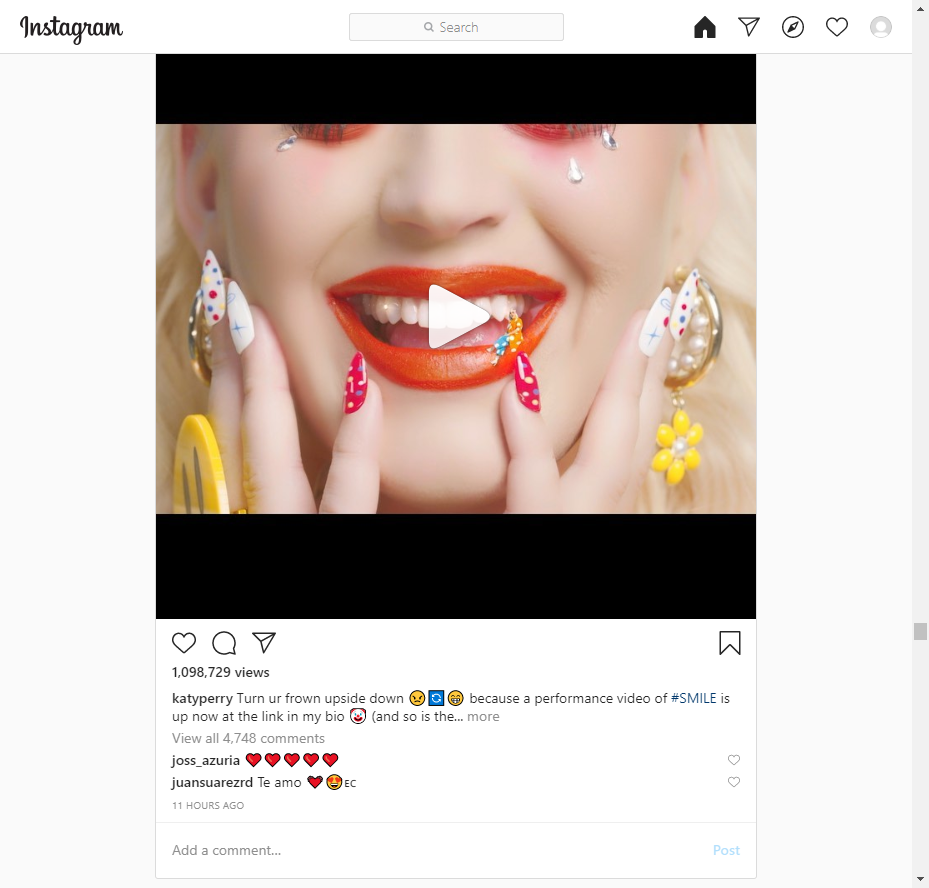 Instagram
Search
1,098,729 views
katyperry Turn ur frown upside down 😠🔄😁 because a performance video of #SMILE is
up now at the link in my bio 🤡 (and so is the... more
View all 4,748 comments
joss_azuria ❤️❤️❤️❤️❤️
juansuarezrd Te amo ❤️😍🇪🇨
11 HOURS AGO
Add a comment... Post